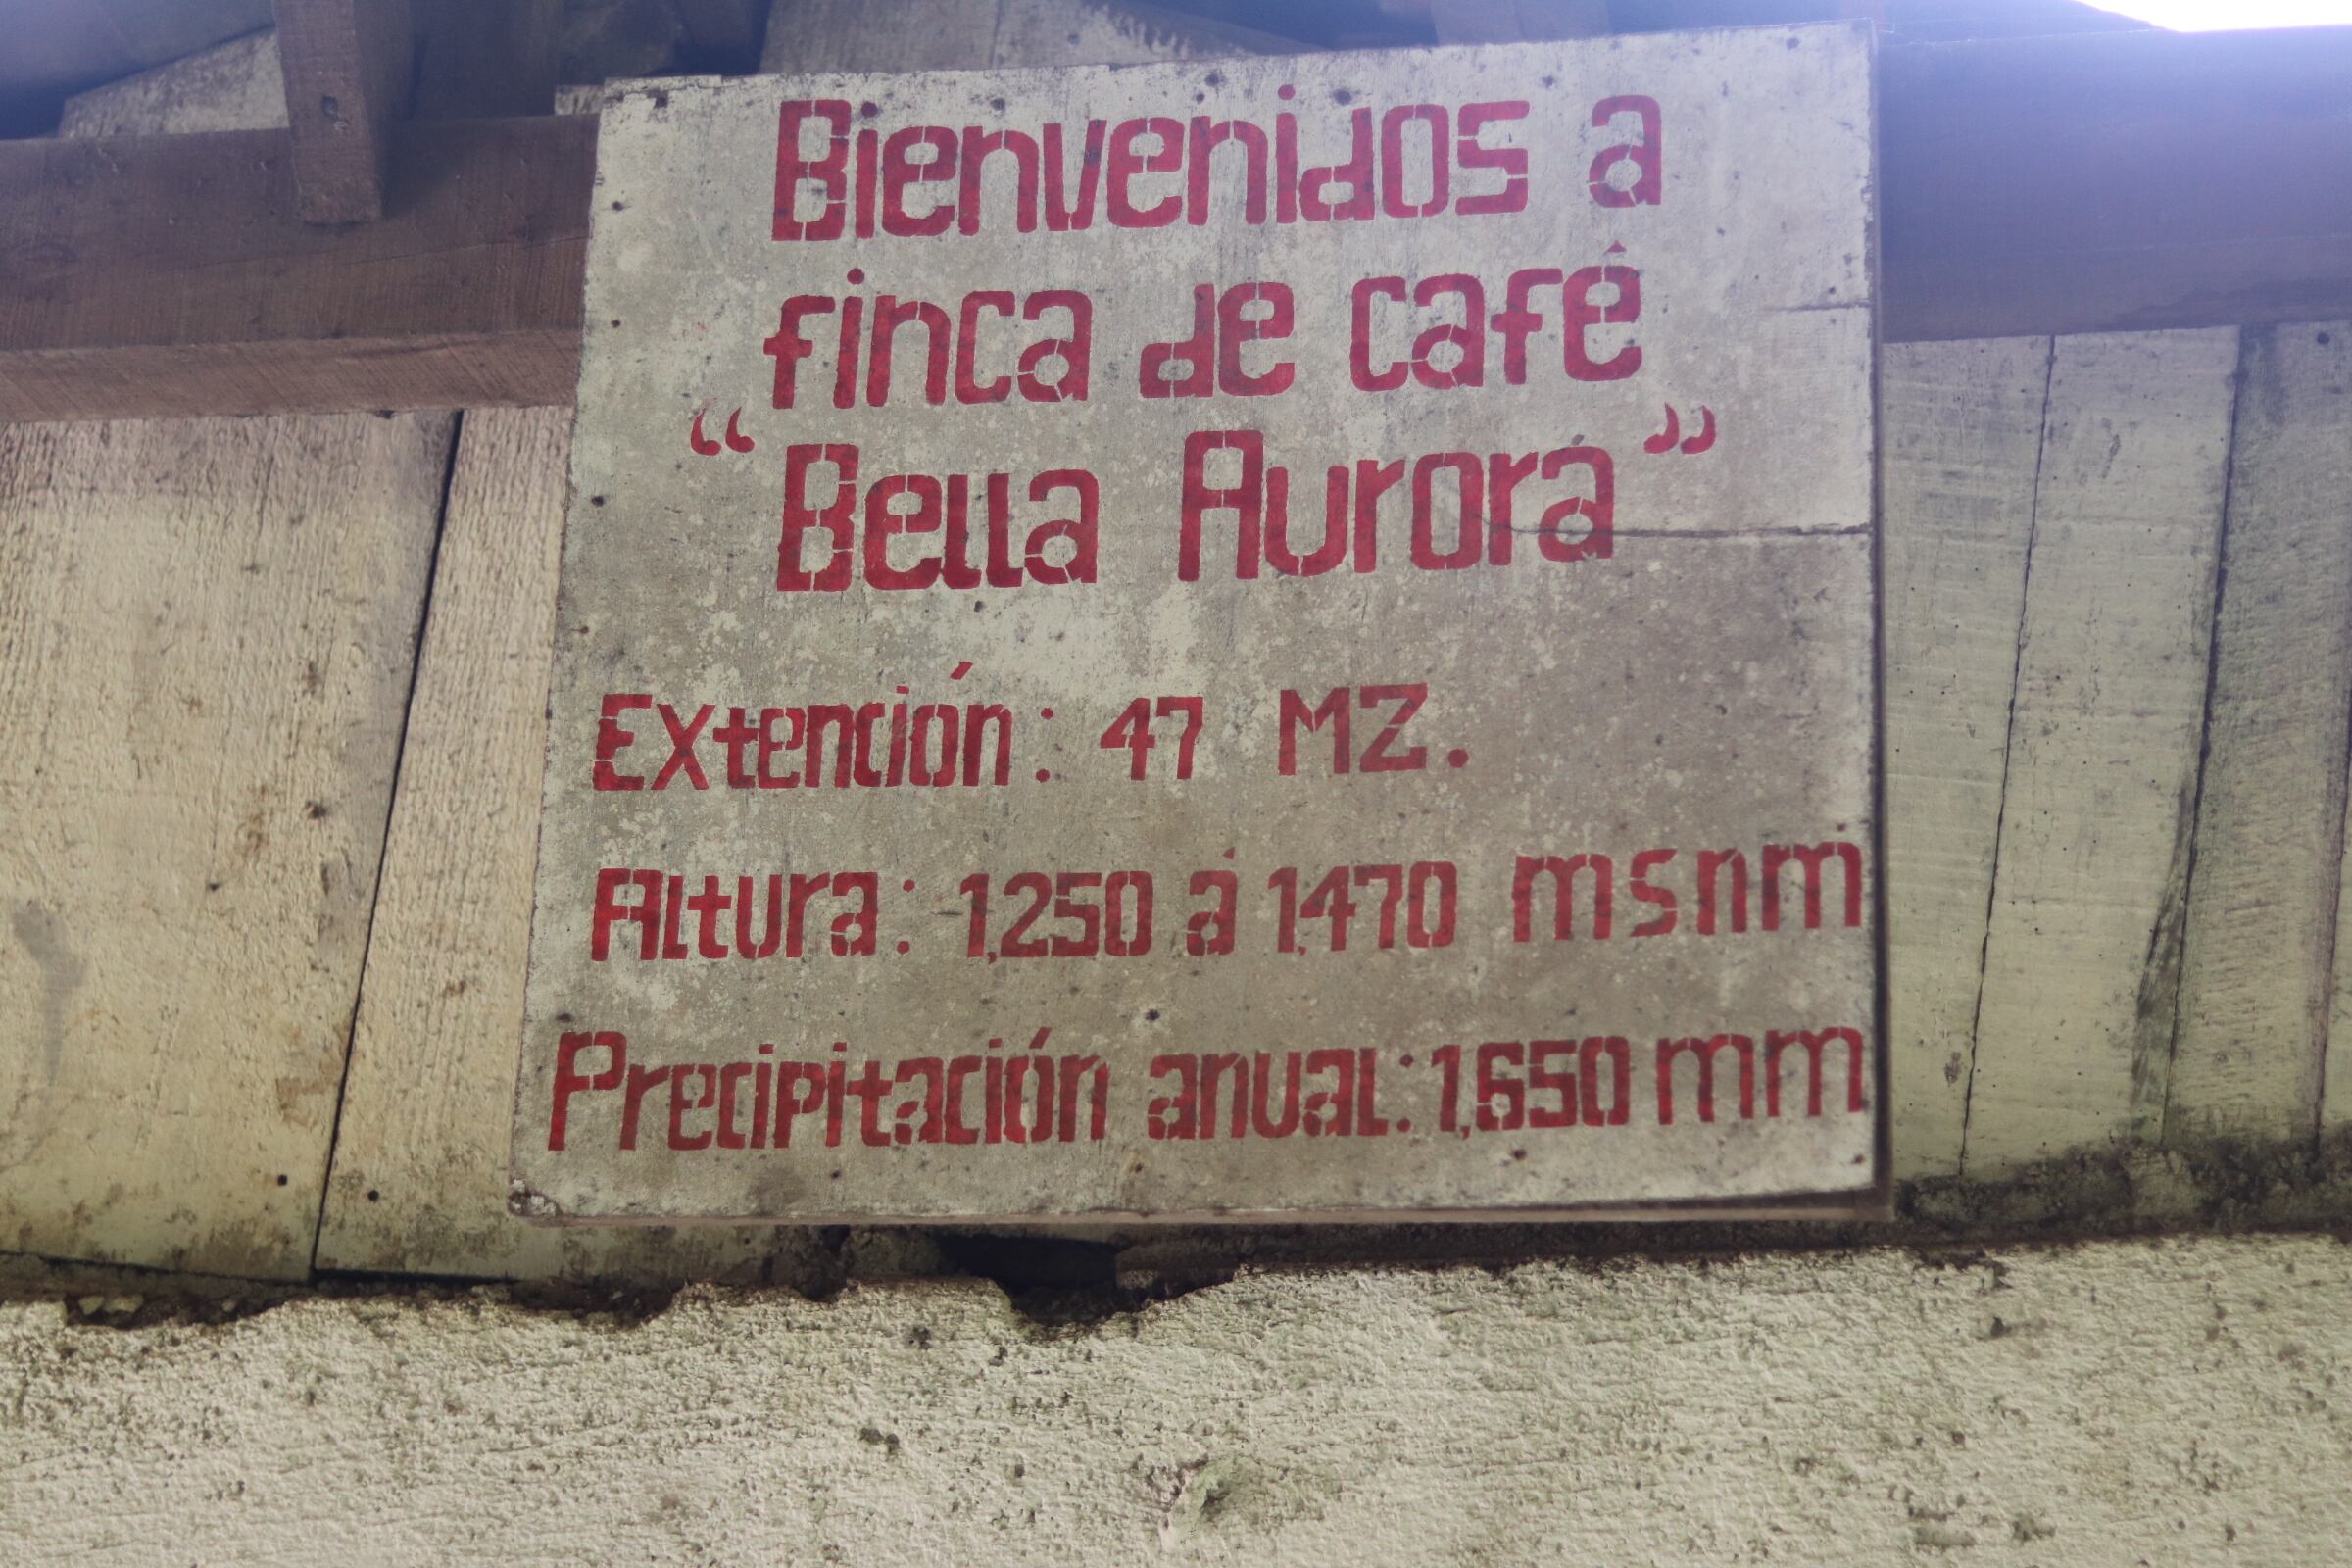 Bienvenidos a
finca de café
“Bella Aurora”
Extención: 47 MZ.
Altura: 1,250 á 1,470 msnm
Precipitación anual: 1,650 mm